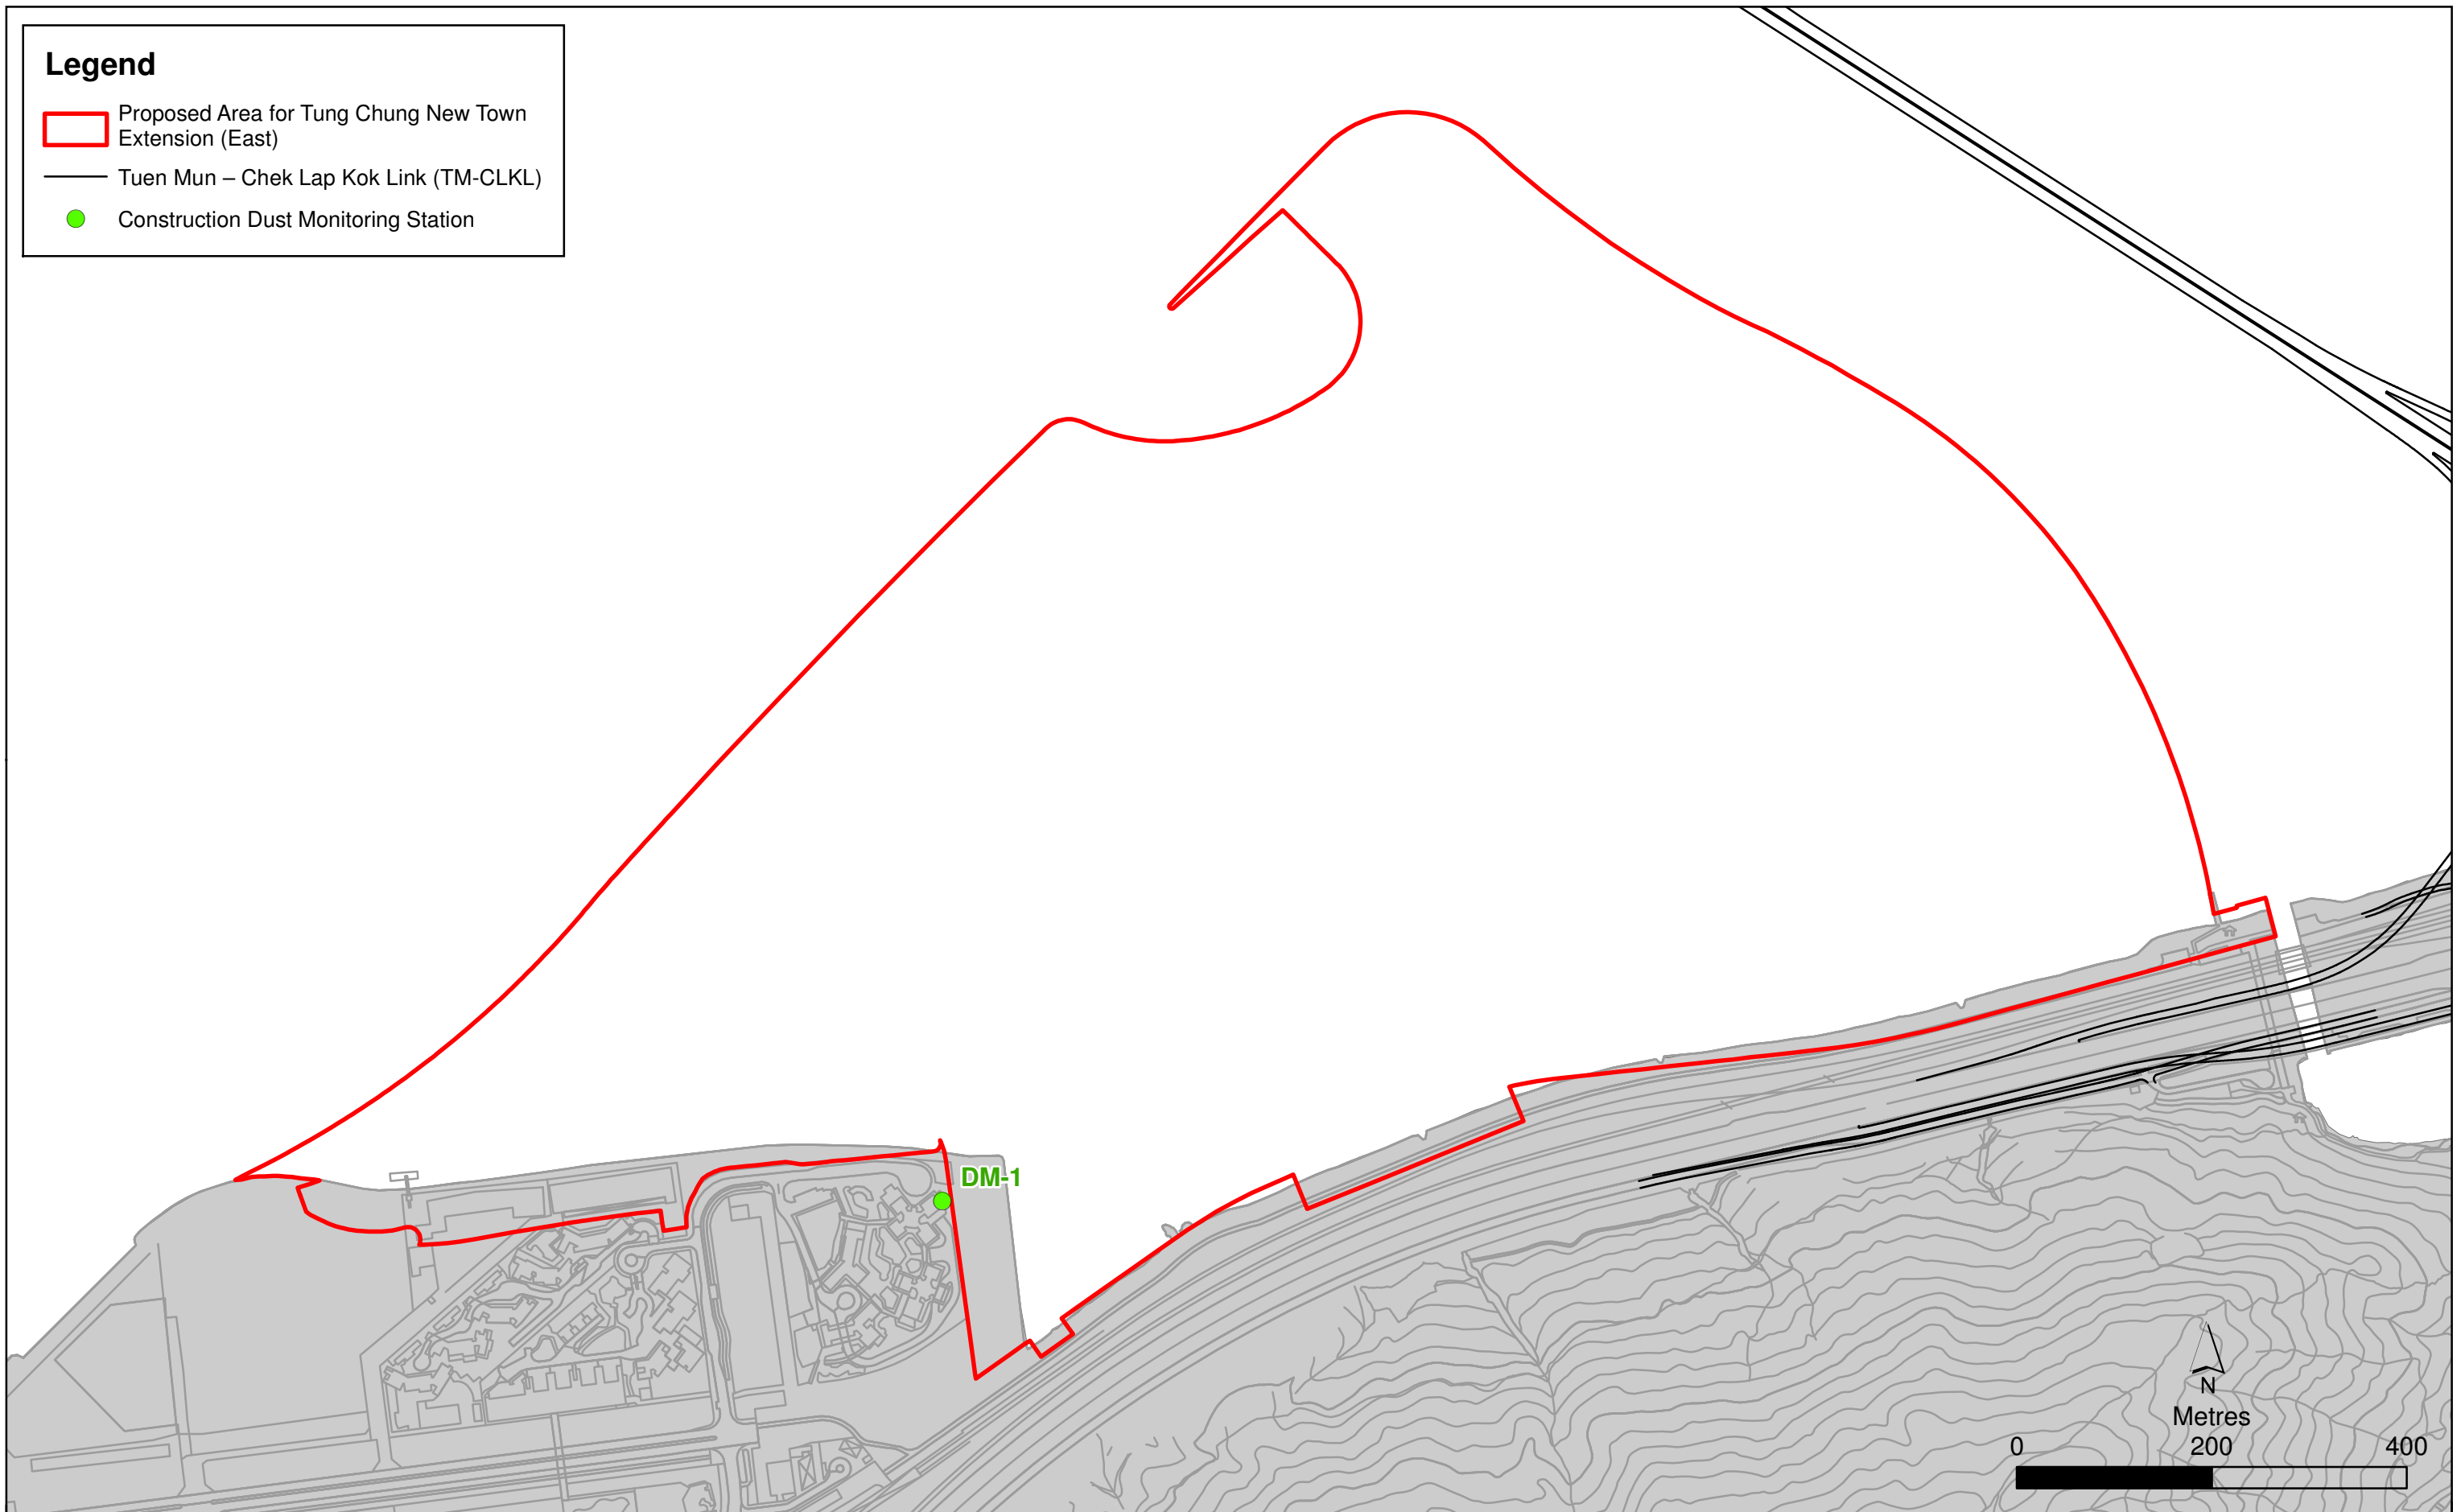 Legend
Proposed Area for Tung Chung New Town
Extension (East)
Tuen Mun – Chek Lap Kok Link (TM-CLKL)
Construction Dust Monitoring Station
DM-1
N
Metres
0 200 400